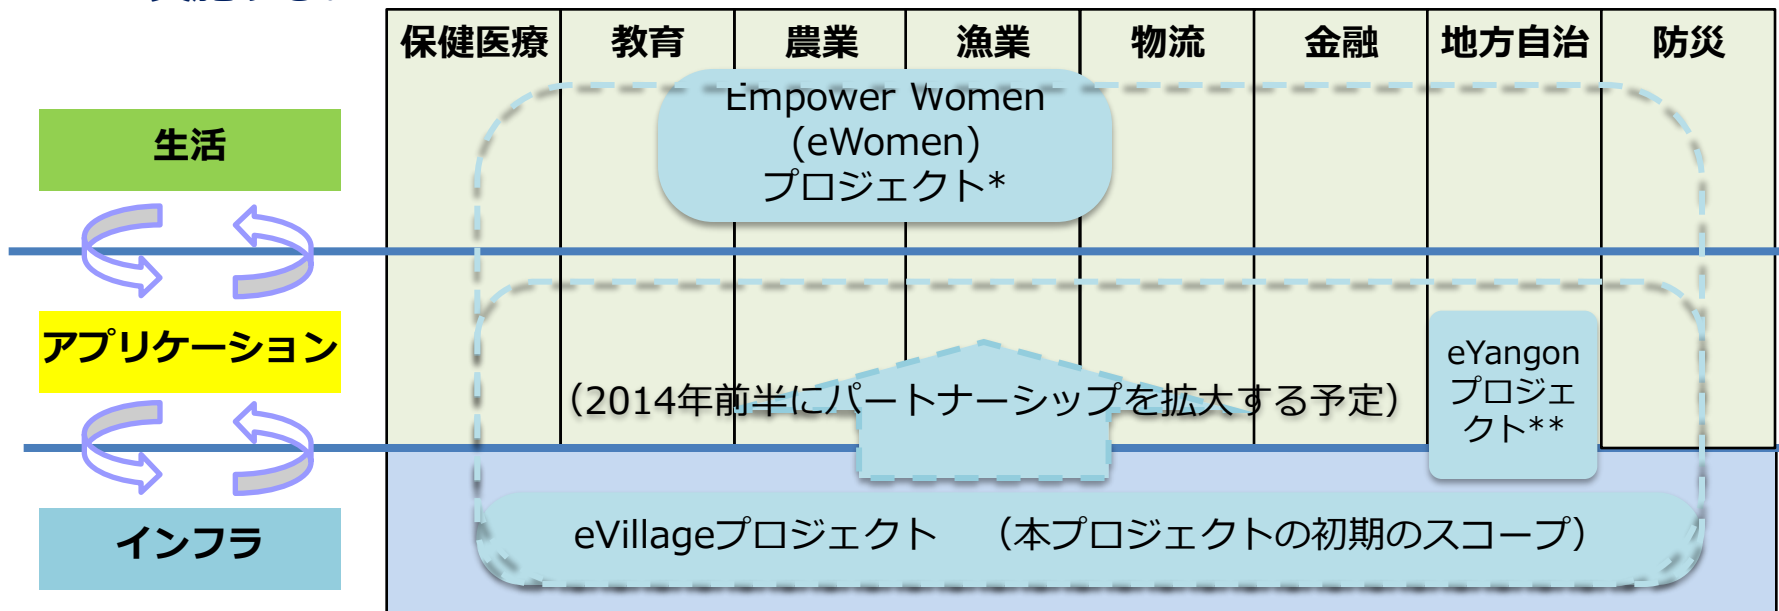 保健医療 教育 農業 漁業 物流 金融 地方自治 防災
生活
Empower Women
(eWomen)
プロジェクト*
アプリケーション
（2014年前半にパートナーシップを拡大する予定）
eYangon
プロジェ
クト**
インフラ
eVillageプロジェクト （本プロジェクトの初期のスコープ）